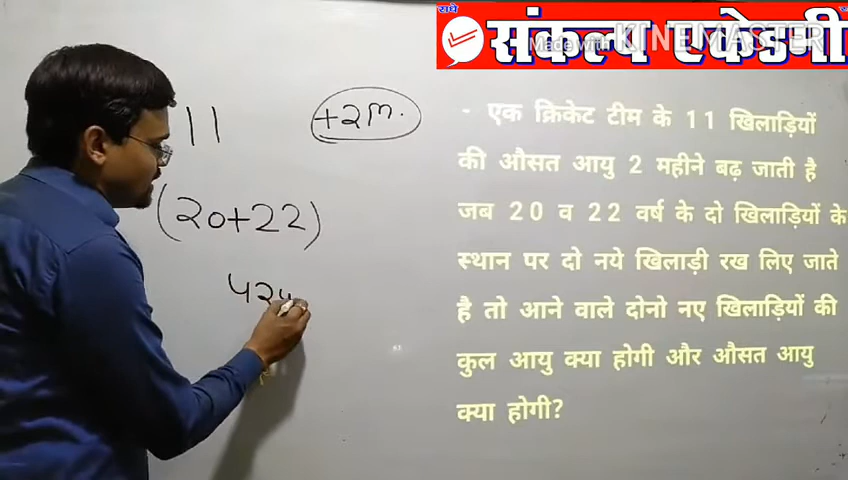 राधे
संकल्प एकेडमी
Made with KINEMASTER
11
+2m.
(20+22)
42y
- एक क्रिकेट टीम के 11 खिलाड़ियों
की औसत आयु 2 महीने बढ़ जाती है
जब 20 व 22 वर्ष के दो खिलाड़ियों के
स्थान पर दो नये खिलाड़ी रख लिए जाते
है तो आने वाले दोनो नए खिलाड़ियों की
कुल आयु क्या होगी और औसत आयु
क्या होगी?